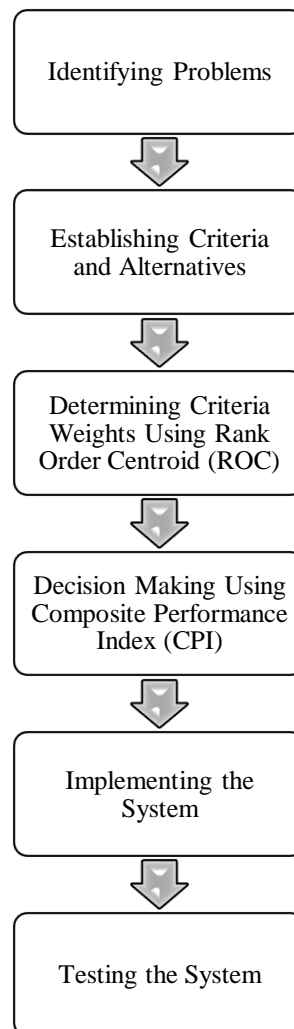 Identifying Problems
Establishing Criteria
and Alternatives
Determining Criteria
Weights Using Rank
Order Centroid (ROC)
Decision Making Using
Composite Performance
Index (CPI)
Implementing the
System
Testing the System